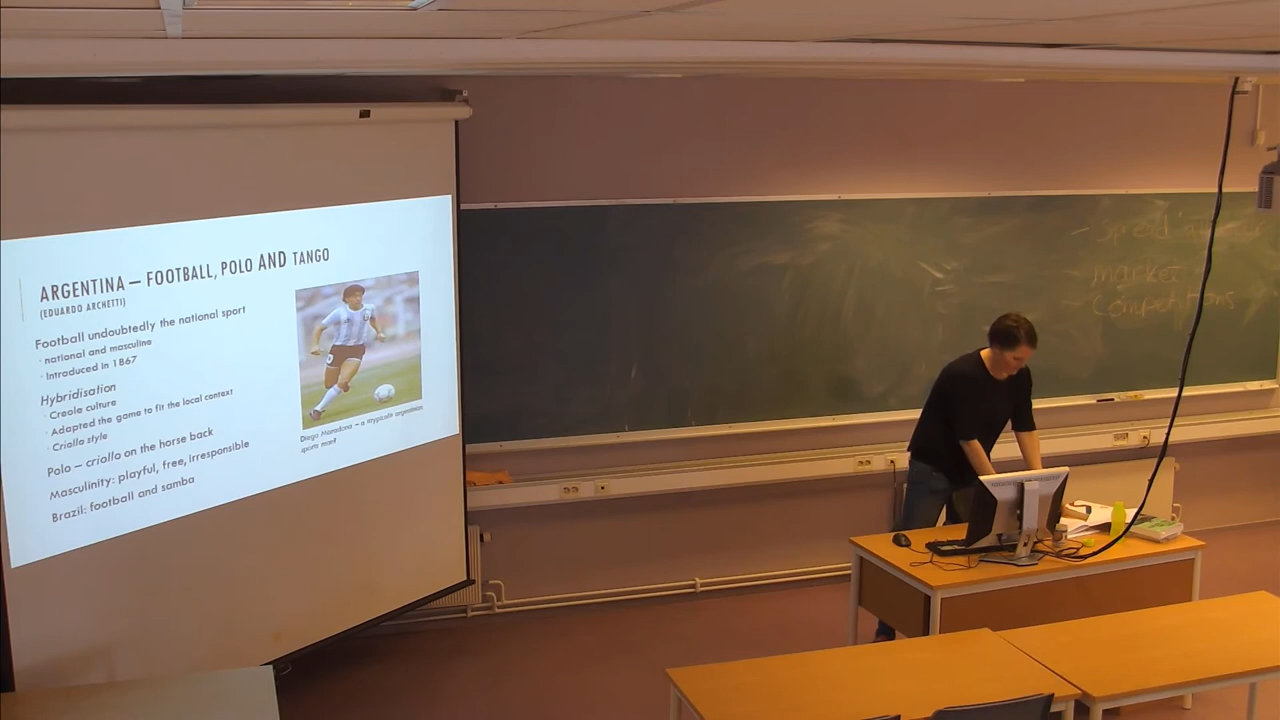 ARGENTINA – FOOTBALL, POLO AND TANGO
(EDUARDO ARCHETTI)
Football undoubtedly the national sport
· national and masculine
· Introduced in 1867
Hybridisation
· Creole culture
· Adapted the game to fit the local context
· Criollo style
Polo – criollo on the horse back
Masculinity: playful, free, irresponsible
Brazil: football and samba
Diego Maradona – a
sports man?
- Spread
market
- Competitions